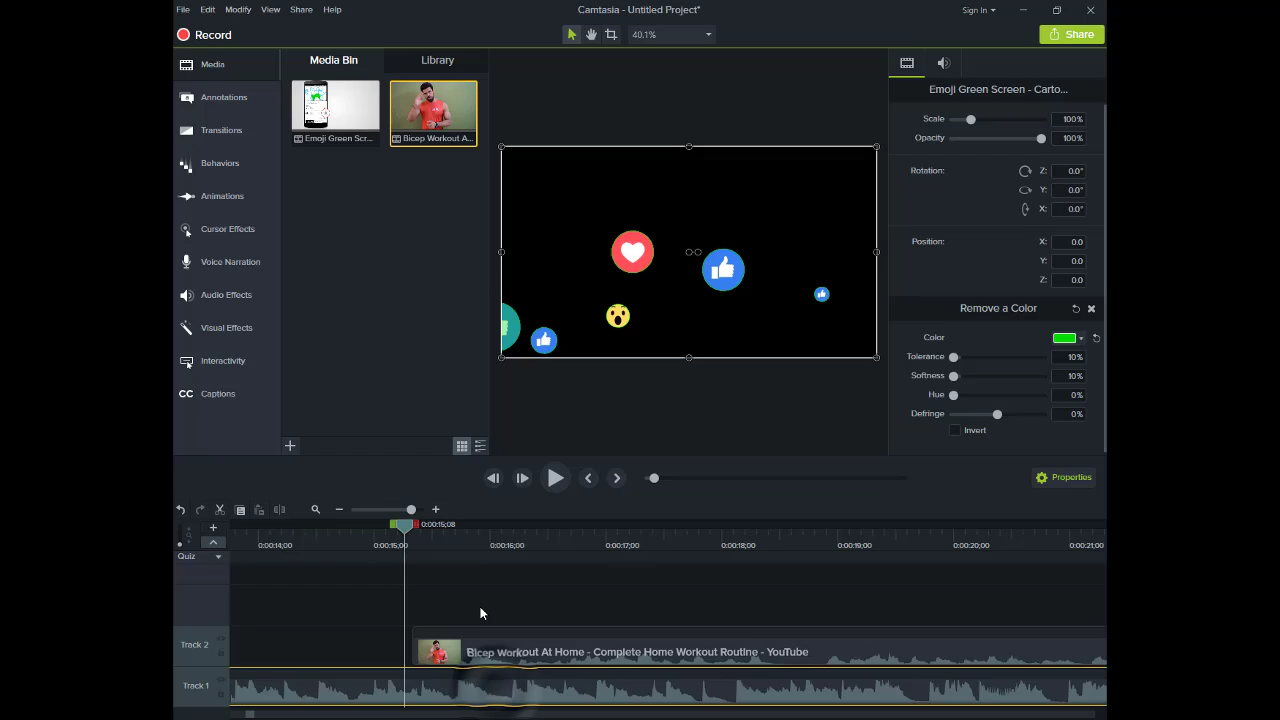 File Edit Modify View Share Help
Camtasia - Untitled Project*
Sign In
Record
40.1%
Share
Media
Annotations
Transitions
Behaviors
Animations
Cursor Effects
Voice Narration
Audio Effects
Visual Effects
Interactivity
CC Captions
Media Bin Library
Emoji Green Scr...
Bicep Workout A...
Emoji Green Screen - Carto...
Scale 100%
Opacity 100%
Rotation: Z: 0.0°
Y: 0.0°
X: 0.0°
Position: X: 0.0
Y: 0.0
Z: 0.0
Remove a Color
Color
Tolerance 10%
Softness 10%
Hue 0%
Defringe 0%
Invert
Properties
0:00:15;08
0:00:14;00 0:00:15;00 0:00:16;00 0:00:17;00 0:00:18;00 0:00:19;00 0:00:20;00 0:00:21;00
Quiz
Track 2
Bicep Workout At Home - Complete Home Workout Routine - YouTube
Track 1